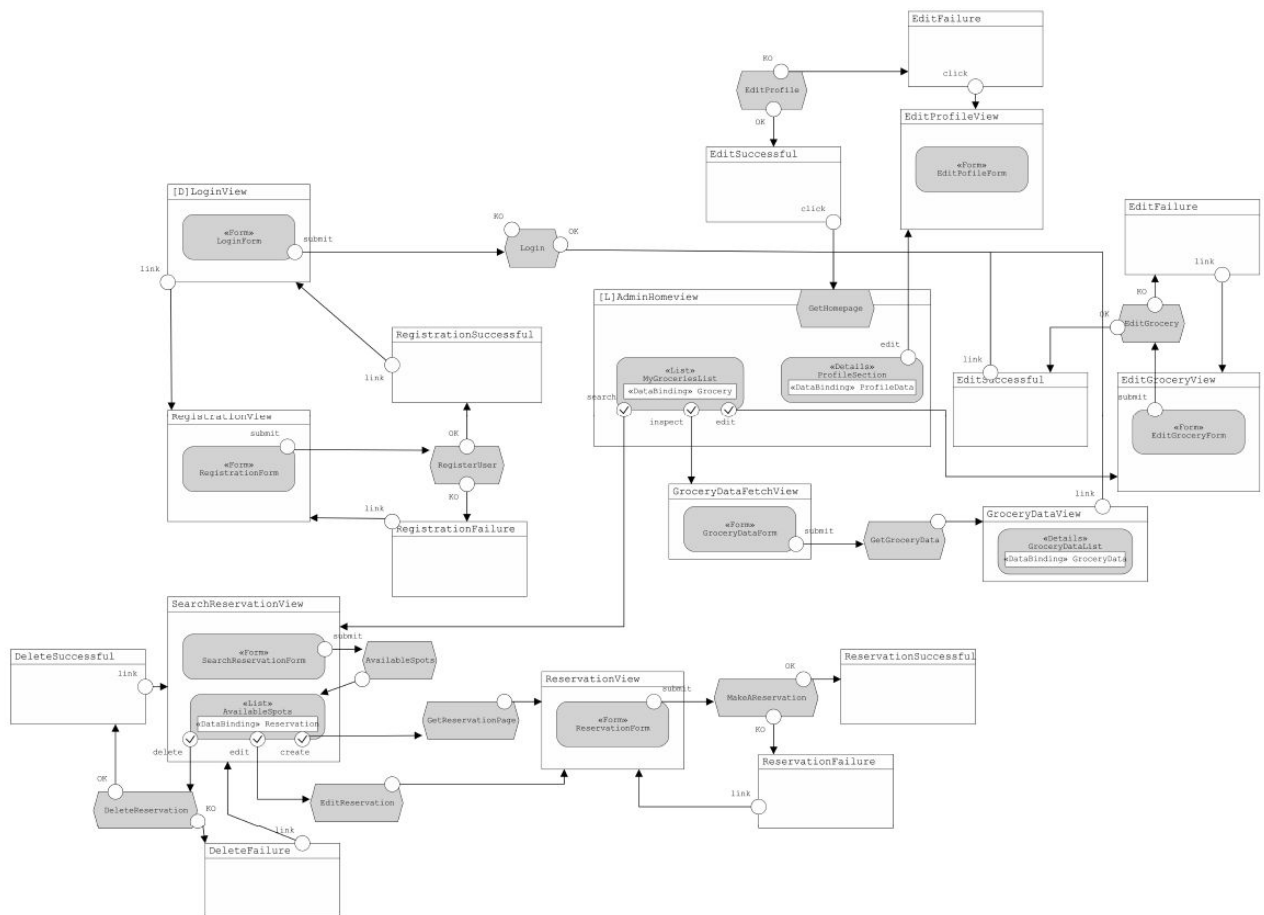 EditFailure
KO
click
EditProfile
OK
EditProfileView
«Form»
EditPofileForm
EditSuccessful
click
[D]LoginView
«Form»
LoginForm
submit
link
KO
OK
Login
EditFailure
link
KO
OK
EditGrocery
[L]AdminHomeview
GetHomepage
edit
«List»
MyGroceriesList
«DataBinding» Grocery
search
inspect
edit
«Details»
ProfileSection
«DataBinding» ProfileData
link
EditSuccessful
EditGroceryView
submit
«Form»
EditGroceryForm
RegistrationSuccessful
link
RegistrationView
submit
«Form»
RegistrationForm
OK
RegisterUser
KO
link
RegistrationFailure
GroceryDataFetchView
«Form»
GroceryDataForm
submit
GetGroceryData
link
GroceryDataView
«Details»
GroceryDataList
«DataBinding» GroceryData
SearchReservationView
«Form»
SearchReservationForm
submit
AvailableSpots
«List»
AvailableSpots
«DataBinding» Reservation
delete
edit
create
DeleteSuccessful
link
GetReservationPage
ReservationView
submit
«Form»
ReservationForm
OK
MakeAReservation
KO
ReservationSuccessful
ReservationFailure
link
EditReservation
OK
DeleteReservation
KO
link
DeleteFailure